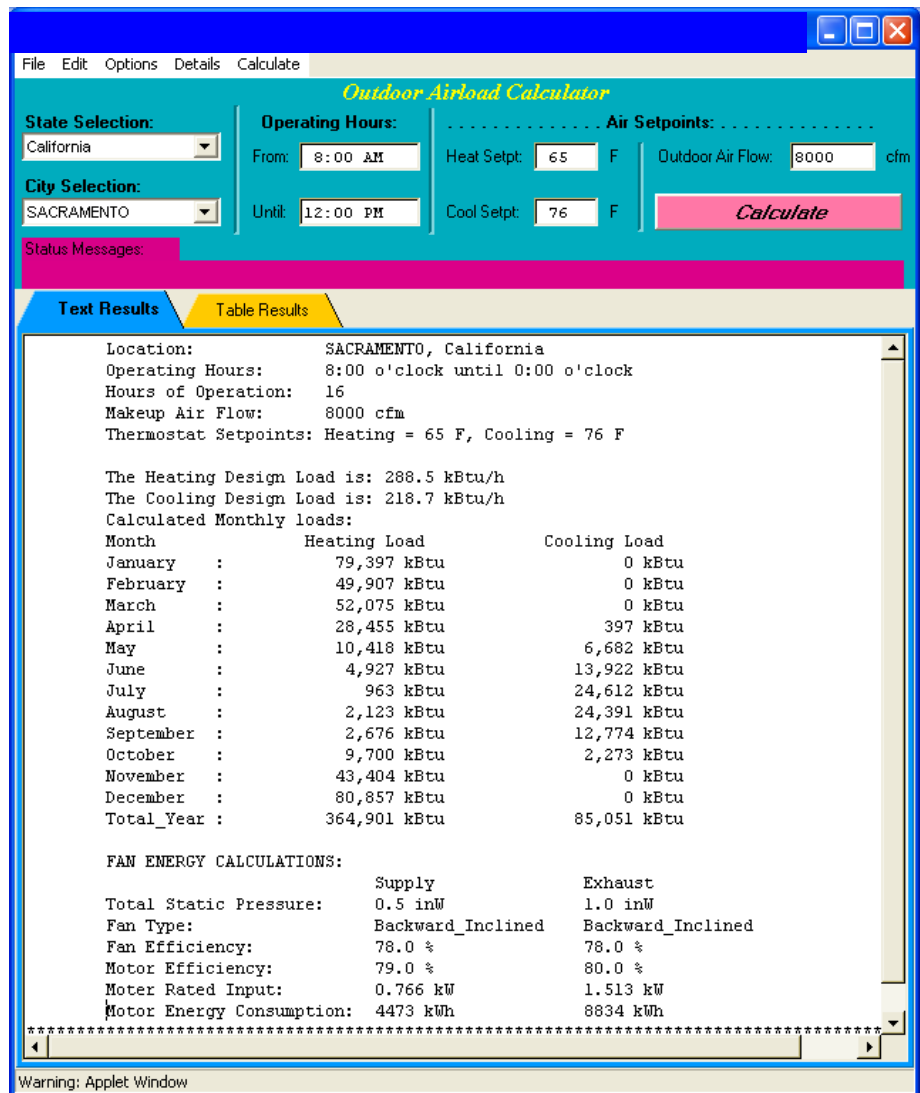 File Edit Options Details Calculate
Outdoor Airload Calculator
State Selection:
California
City Selection:
SACRAMENTO
Operating Hours:
From: 8:00 AM
Until: 12:00 PM
. . . . . . . . . . . . . . Air Setpoints: . . . . . . . . . . . . . .
Heat Setpt: 65 F Outdoor Air Flow: 8000 cfm
Cool Setpt: 76 F Calculate
Status Messages:
Text Results Table Results
Location: SACRAMENTO, California
Operating Hours: 8:00 o'clock until 0:00 o'clock
Hours of Operation: 16
Makeup Air Flow: 8000 cfm
Thermostat Setpoints: Heating = 65 F, Cooling = 76 F
The Heating Design Load is: 288.5 kBtu/h
The Cooling Design Load is: 218.7 kBtu/h
Calculated Monthly loads:
Month Heating Load Cooling Load
January : 79,397 kBtu 0 kBtu
February : 49,907 kBtu 0 kBtu
March : 52,075 kBtu 0 kBtu
April : 28,455 kBtu 397 kBtu
May : 10,418 kBtu 6,682 kBtu
June : 4,927 kBtu 13,922 kBtu
July : 963 kBtu 24,612 kBtu
August : 2,123 kBtu 24,391 kBtu
September : 2,676 kBtu 12,774 kBtu
October : 9,700 kBtu 2,273 kBtu
November : 43,404 kBtu 0 kBtu
December : 80,857 kBtu 0 kBtu
Total_Year : 364,901 kBtu 85,051 kBtu
FAN ENERGY CALCULATIONS:
Supply Exhaust
Total Static Pressure: 0.5 inW 1.0 inW
Fan Type: Backward_Inclined Backward_Inclined
Fan Efficiency: 78.0 % 78.0 %
Motor Efficiency: 79.0 % 80.0 %
Moter Rated Input: 0.766 kW 1.513 kW
Motor Energy Consumption: 4473 kWh 8834 kWh
******************************************************************************
Warning: Applet Window